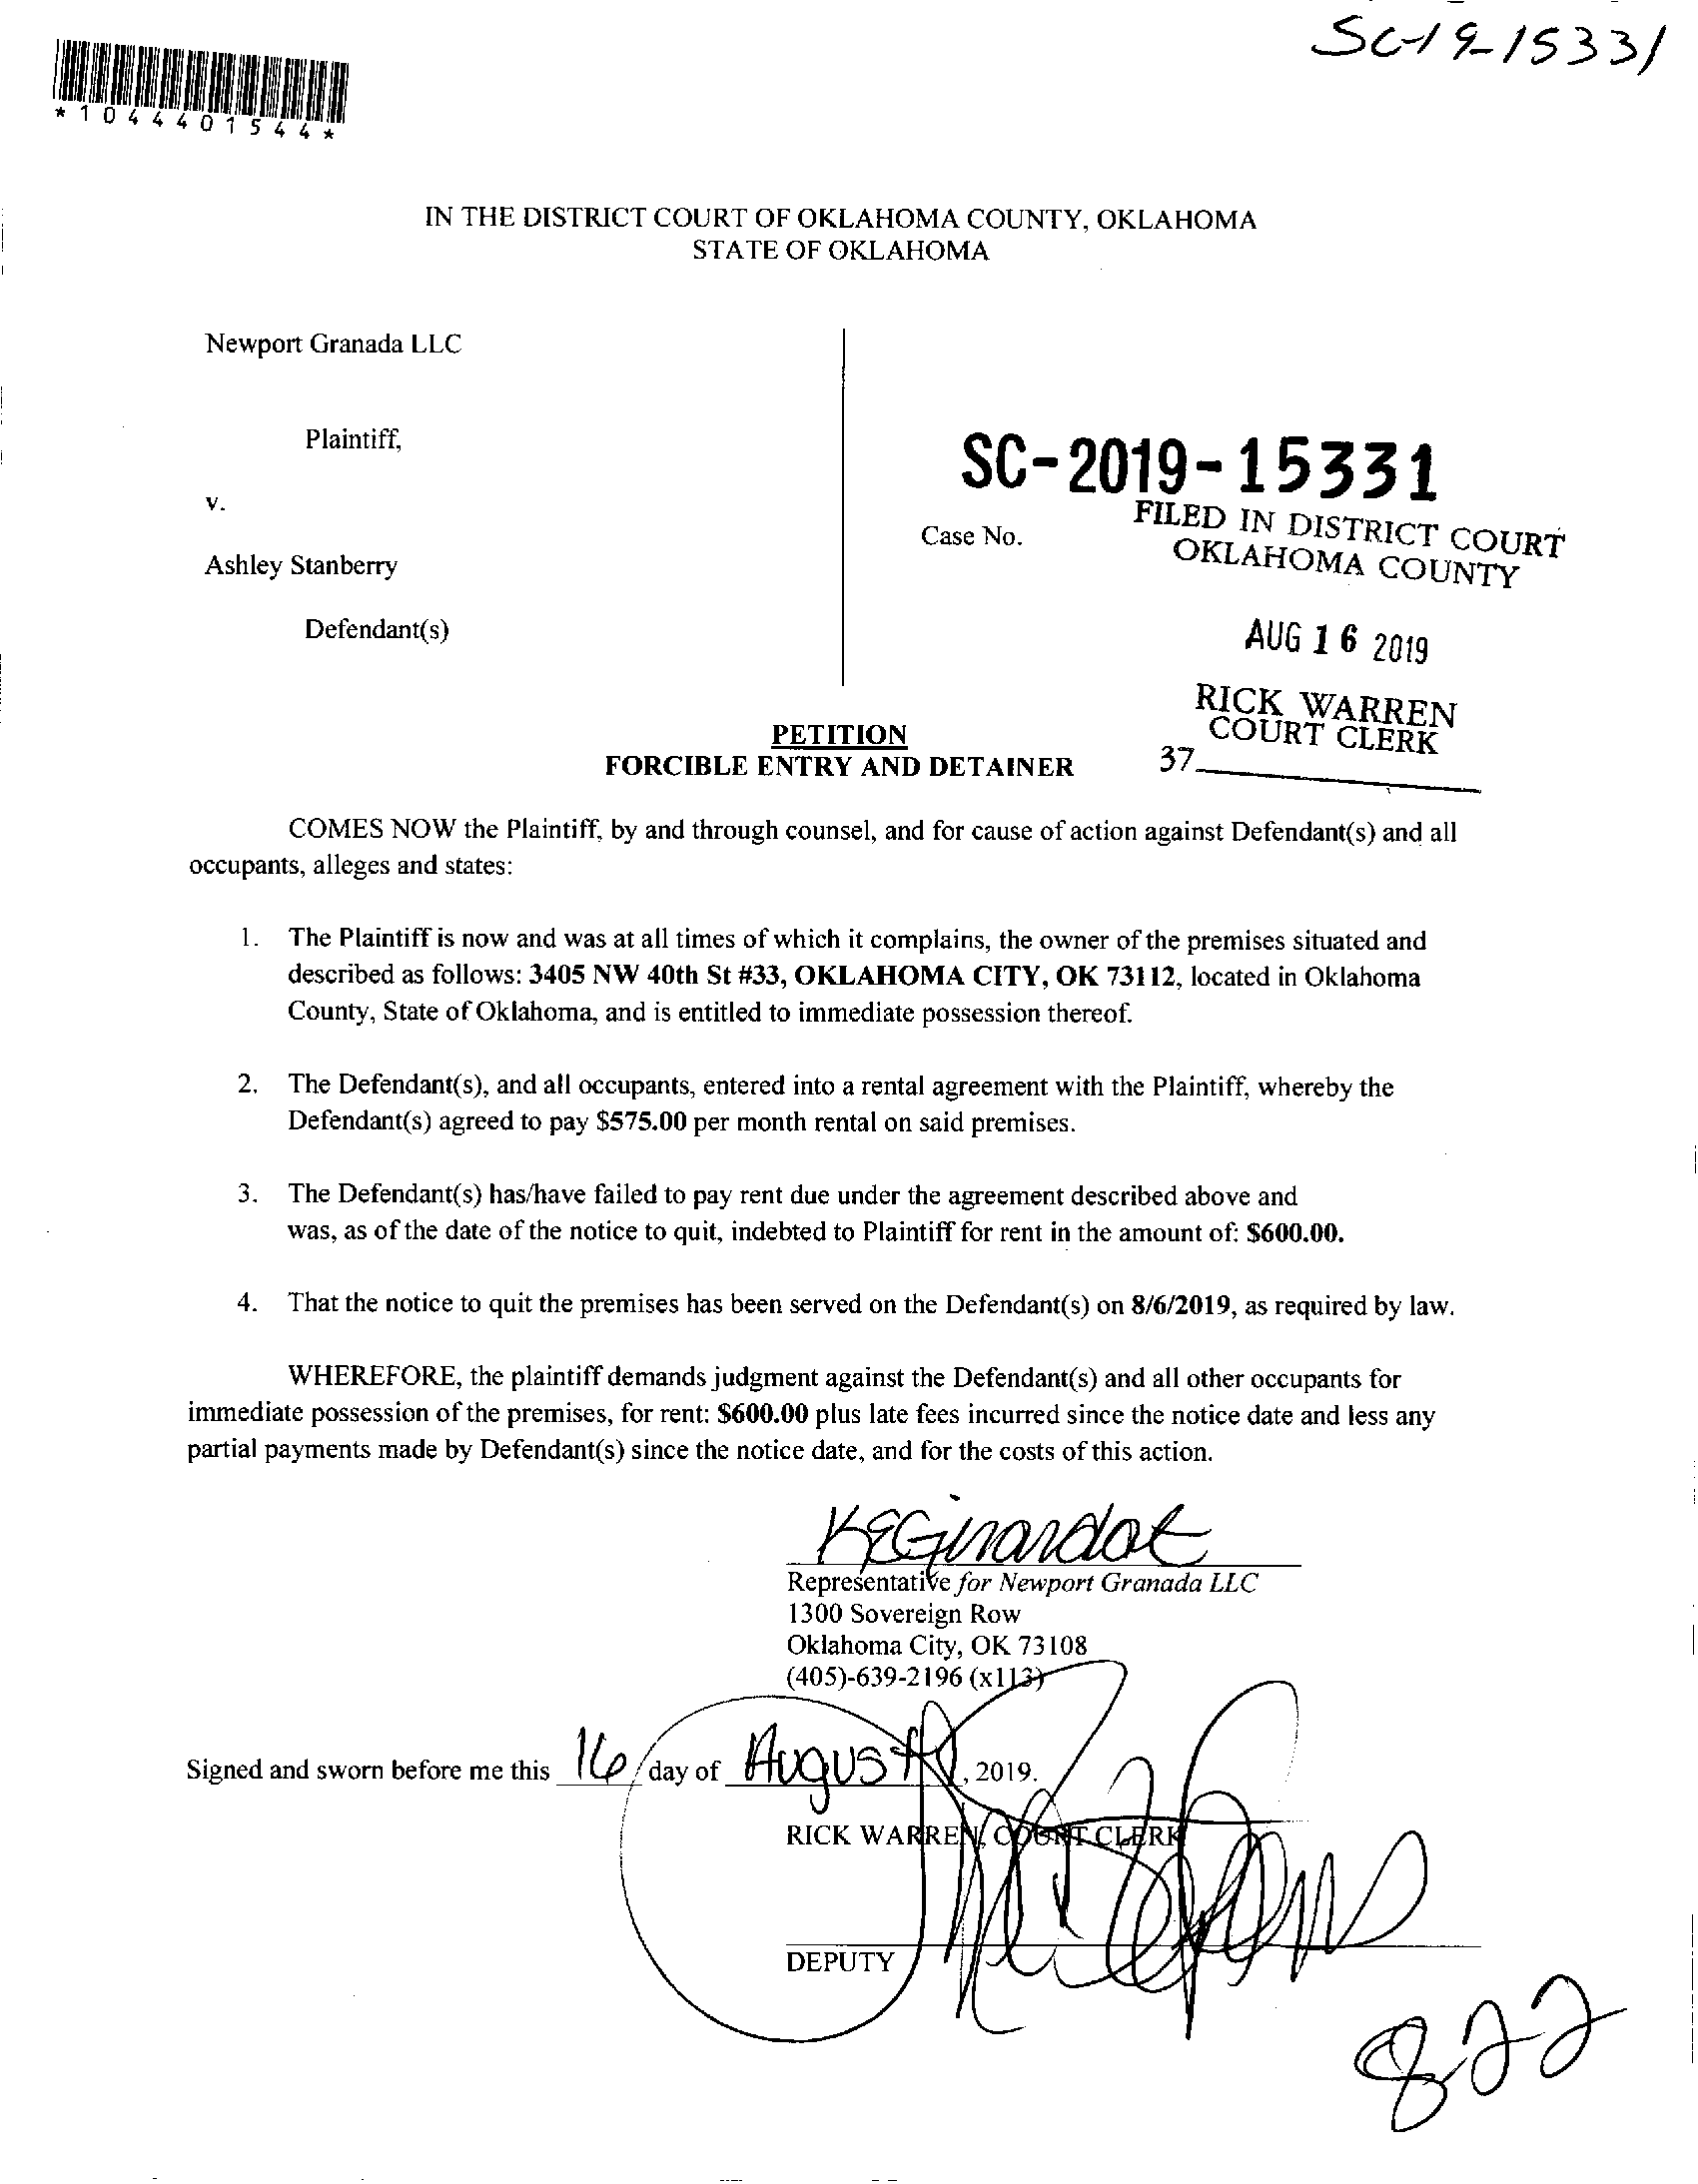 SC-19-15331
*1044401544*
IN THE DISTRICT COURT OF OKLAHOMA COUNTY, OKLAHOMA
STATE OF OKLAHOMA
Newport Granada LLC
Plaintiff,
v.
Ashley Stanberry
Defendant(s)
SC-2019-15331
Case No.
FILED IN DISTRICT COURT
OKLAHOMA COUNTY
AUG 16 2019
RICK WARREN
COURT CLERK
37
PETITION
FORCIBLE ENTRY AND DETAINER
COMES NOW the Plaintiff, by and through counsel, and for cause of action against Defendant(s) and all
occupants, alleges and states:
1. The Plaintiff is now and was at all times of which it complains, the owner of the premises situated and
described as follows: 3405 NW 40th St #33, OKLAHOMA CITY, OK 73112, located in Oklahoma
County, State of Oklahoma, and is entitled to immediate possession thereof.
2. The Defendant(s), and all occupants, entered into a rental agreement with the Plaintiff, whereby the
Defendant(s) agreed to pay $575.00 per month rental on said premises.
3. The Defendant(s) has/have failed to pay rent due under the agreement described above and
was, as of the date of the notice to quit, indebted to Plaintiff for rent in the amount of: $600.00.
4. That the notice to quit the premises has been served on the Defendant(s) on 8/6/2019, as required by law.
WHEREFORE, the plaintiff demands judgment against the Defendant(s) and all other occupants for
immediate possession of the premises, for rent: $600.00 plus late fees incurred since the notice date and less any
partial payments made by Defendant(s) since the notice date, and for the costs of this action.
KEGirardot
Representative for Newport Granada LLC
1300 Sovereign Row
Oklahoma City, OK 73108
(405)-639-2196 (x113)
Signed and sworn before me this 16 day of August, 2019.
RICK WARREN, COURT CLERK
DEPUTY
822